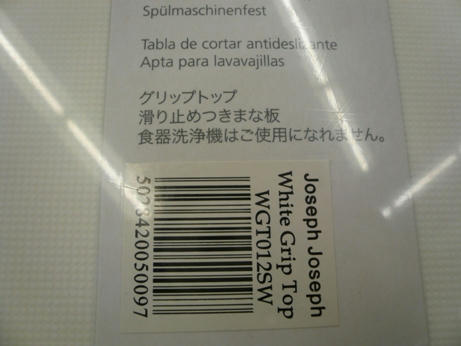 Spülmaschinenfest
Tabla de cortar antideslizante
Apta para lavavajillas
グリップトップ
滑り止めつきまな板
食器洗浄機はご使用になれません。
Joseph Joseph
White Grip Top
WGT012SW
5028420050097